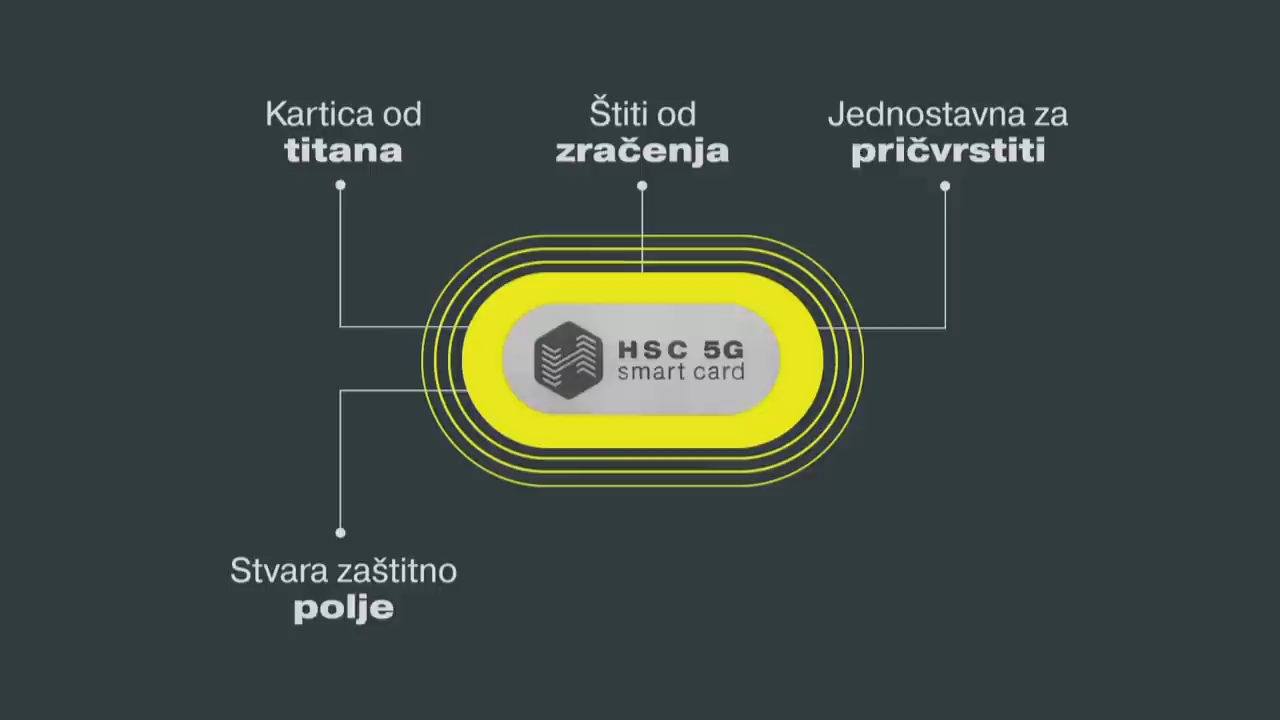 Kartica od
titana
Štiti od
zračenja
Jednostavna za
pričvrstiti
HSC 5G
smart card
Stvara zaštitno
polje